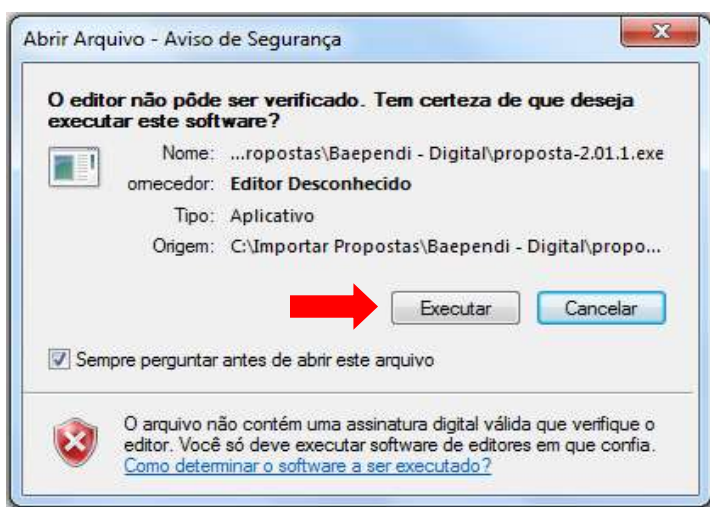 Abrir Arquivo - Aviso de Segurança
O editor não pôde ser verificado. Tem certeza de que deseja
executar este software?
Nome: ...ropostas\Baependi - Digital\proposta-2.01.1.exe
omecedor: Editor Desconhecido
Tipo: Aplicativo
Origem: C:\Importar Propostas\Baependi - Digital\propo...
Executar Cancelar
Sempre perguntar antes de abrir este arquivo
O arquivo não contém uma assinatura digital válida que verifique o
editor. Você só deve executar software de editores em que confia.
Como determinar o software a ser executado?